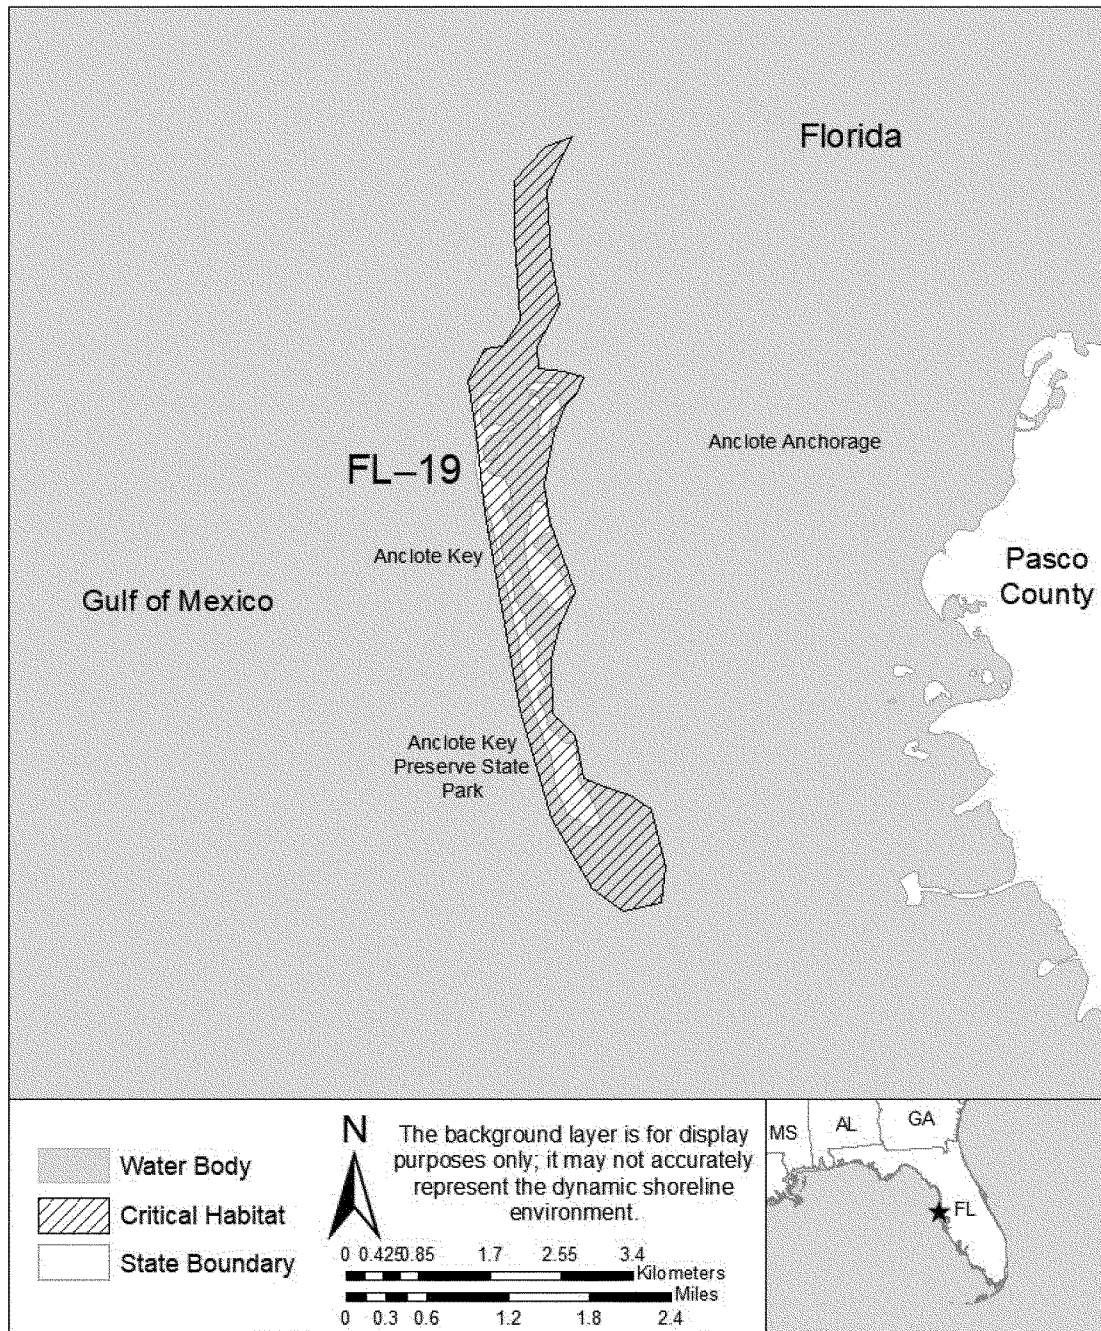 Florida
Anclote Anchorage
FL–19
Anclote Key
Pasco
County
Gulf of Mexico
Anclote Key
Preserve State
Park
Water Body
Critical Habitat
State Boundary
N
The background layer is for display
purposes only; it may not accurately
represent the dynamic shoreline
environment.
0 0.425 0.85 1.7 2.55 3.4
Kilometers
Miles
0 0.3 0.6 1.2 1.8 2.4
MS AL GA
FL